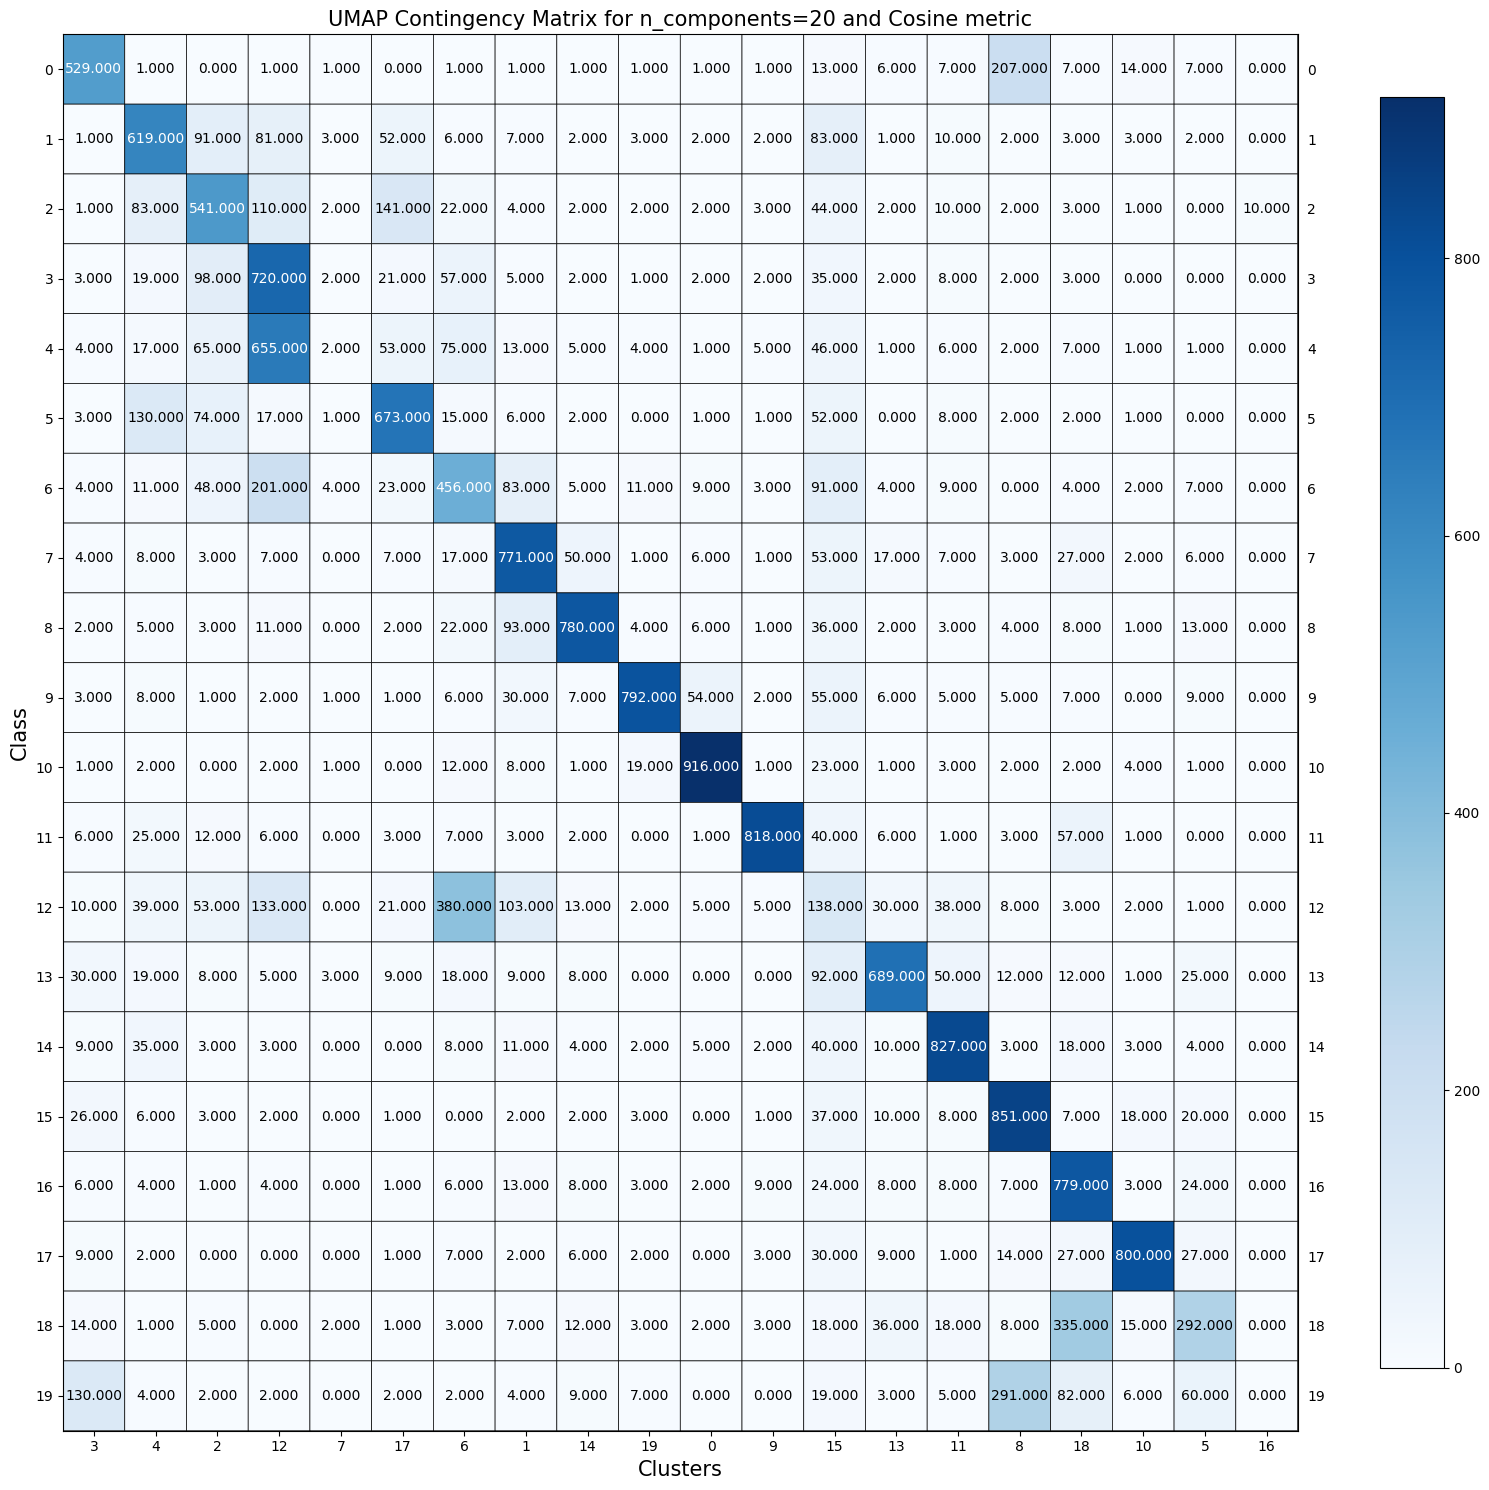 UMAP Contingency Matrix for n_components=20 and Cosine metric
0 529.000 1.000 0.000 1.000 1.000 0.000 1.000 1.000 1.000 1.000 1.000 1.000 13.000 6.000 7.000 207.000 7.000 14.000 7.000 0.000 0
1 1.000 619.000 91.000 81.000 3.000 52.000 6.000 7.000 2.000 3.000 2.000 2.000 83.000 1.000 10.000 2.000 3.000 3.000 2.000 0.000 1
2 1.000 83.000 541.000 110.000 2.000 141.000 22.000 4.000 2.000 2.000 2.000 3.000 44.000 2.000 10.000 2.000 3.000 1.000 0.000 10.000 2
3 3.000 19.000 98.000 720.000 2.000 21.000 57.000 5.000 2.000 1.000 2.000 2.000 35.000 2.000 8.000 2.000 3.000 0.000 0.000 0.000 3
4 4.000 17.000 65.000 655.000 2.000 53.000 75.000 13.000 5.000 4.000 1.000 5.000 46.000 1.000 6.000 2.000 7.000 1.000 1.000 0.000 4
5 3.000 130.000 74.000 17.000 1.000 673.000 15.000 6.000 2.000 0.000 1.000 1.000 52.000 0.000 8.000 2.000 2.000 1.000 0.000 0.000 5
6 4.000 11.000 48.000 201.000 4.000 23.000 456.000 83.000 5.000 11.000 9.000 3.000 91.000 4.000 9.000 0.000 4.000 2.000 7.000 0.000 6
7 4.000 8.000 3.000 7.000 0.000 7.000 17.000 771.000 50.000 1.000 6.000 1.000 53.000 17.000 7.000 3.000 27.000 2.000 6.000 0.000 7
8 2.000 5.000 3.000 11.000 0.000 2.000 22.000 93.000 780.000 4.000 6.000 1.000 36.000 2.000 3.000 4.000 8.000 1.000 13.000 0.000 8
9 3.000 8.000 1.000 2.000 1.000 1.000 6.000 30.000 7.000 792.000 54.000 2.000 55.000 6.000 5.000 5.000 7.000 0.000 9.000 0.000 9
10 1.000 2.000 0.000 2.000 1.000 0.000 12.000 8.000 1.000 19.000 916.000 1.000 23.000 1.000 3.000 2.000 2.000 4.000 1.000 0.000 10
11 6.000 25.000 12.000 6.000 0.000 3.000 7.000 3.000 2.000 0.000 1.000 818.000 40.000 6.000 1.000 3.000 57.000 1.000 0.000 0.000 11
12 10.000 39.000 53.000 133.000 0.000 21.000 380.000 103.000 13.000 2.000 5.000 5.000 138.000 30.000 38.000 8.000 3.000 2.000 1.000 0.000 12
13 30.000 19.000 8.000 5.000 3.000 9.000 18.000 9.000 8.000 0.000 0.000 0.000 92.000 689.000 50.000 12.000 12.000 1.000 25.000 0.000 13
14 9.000 35.000 3.000 3.000 0.000 0.000 8.000 11.000 4.000 2.000 5.000 2.000 40.000 10.000 827.000 3.000 18.000 3.000 4.000 0.000 14
15 26.000 6.000 3.000 2.000 0.000 1.000 0.000 2.000 2.000 3.000 0.000 1.000 37.000 10.000 8.000 851.000 7.000 18.000 20.000 0.000 15
16 6.000 4.000 1.000 4.000 0.000 1.000 6.000 13.000 8.000 3.000 2.000 9.000 24.000 8.000 8.000 7.000 779.000 3.000 24.000 0.000 16
17 9.000 2.000 0.000 0.000 0.000 1.000 7.000 2.000 6.000 2.000 0.000 3.000 30.000 9.000 1.000 14.000 27.000 800.000 27.000 0.000 17
18 14.000 1.000 5.000 0.000 2.000 1.000 3.000 7.000 12.000 3.000 2.000 3.000 18.000 36.000 18.000 8.000 335.000 15.000 292.000 0.000 18
19 130.000 4.000 2.000 2.000 0.000 2.000 2.000 4.000 9.000 7.000 0.000 0.000 19.000 3.000 5.000 291.000 82.000 6.000 60.000 0.000 19
3 4 2 12 7 17 6 1 14 19 0 9 15 13 11 8 18 10 5 16
Clusters
Class
800
600
400
200
0